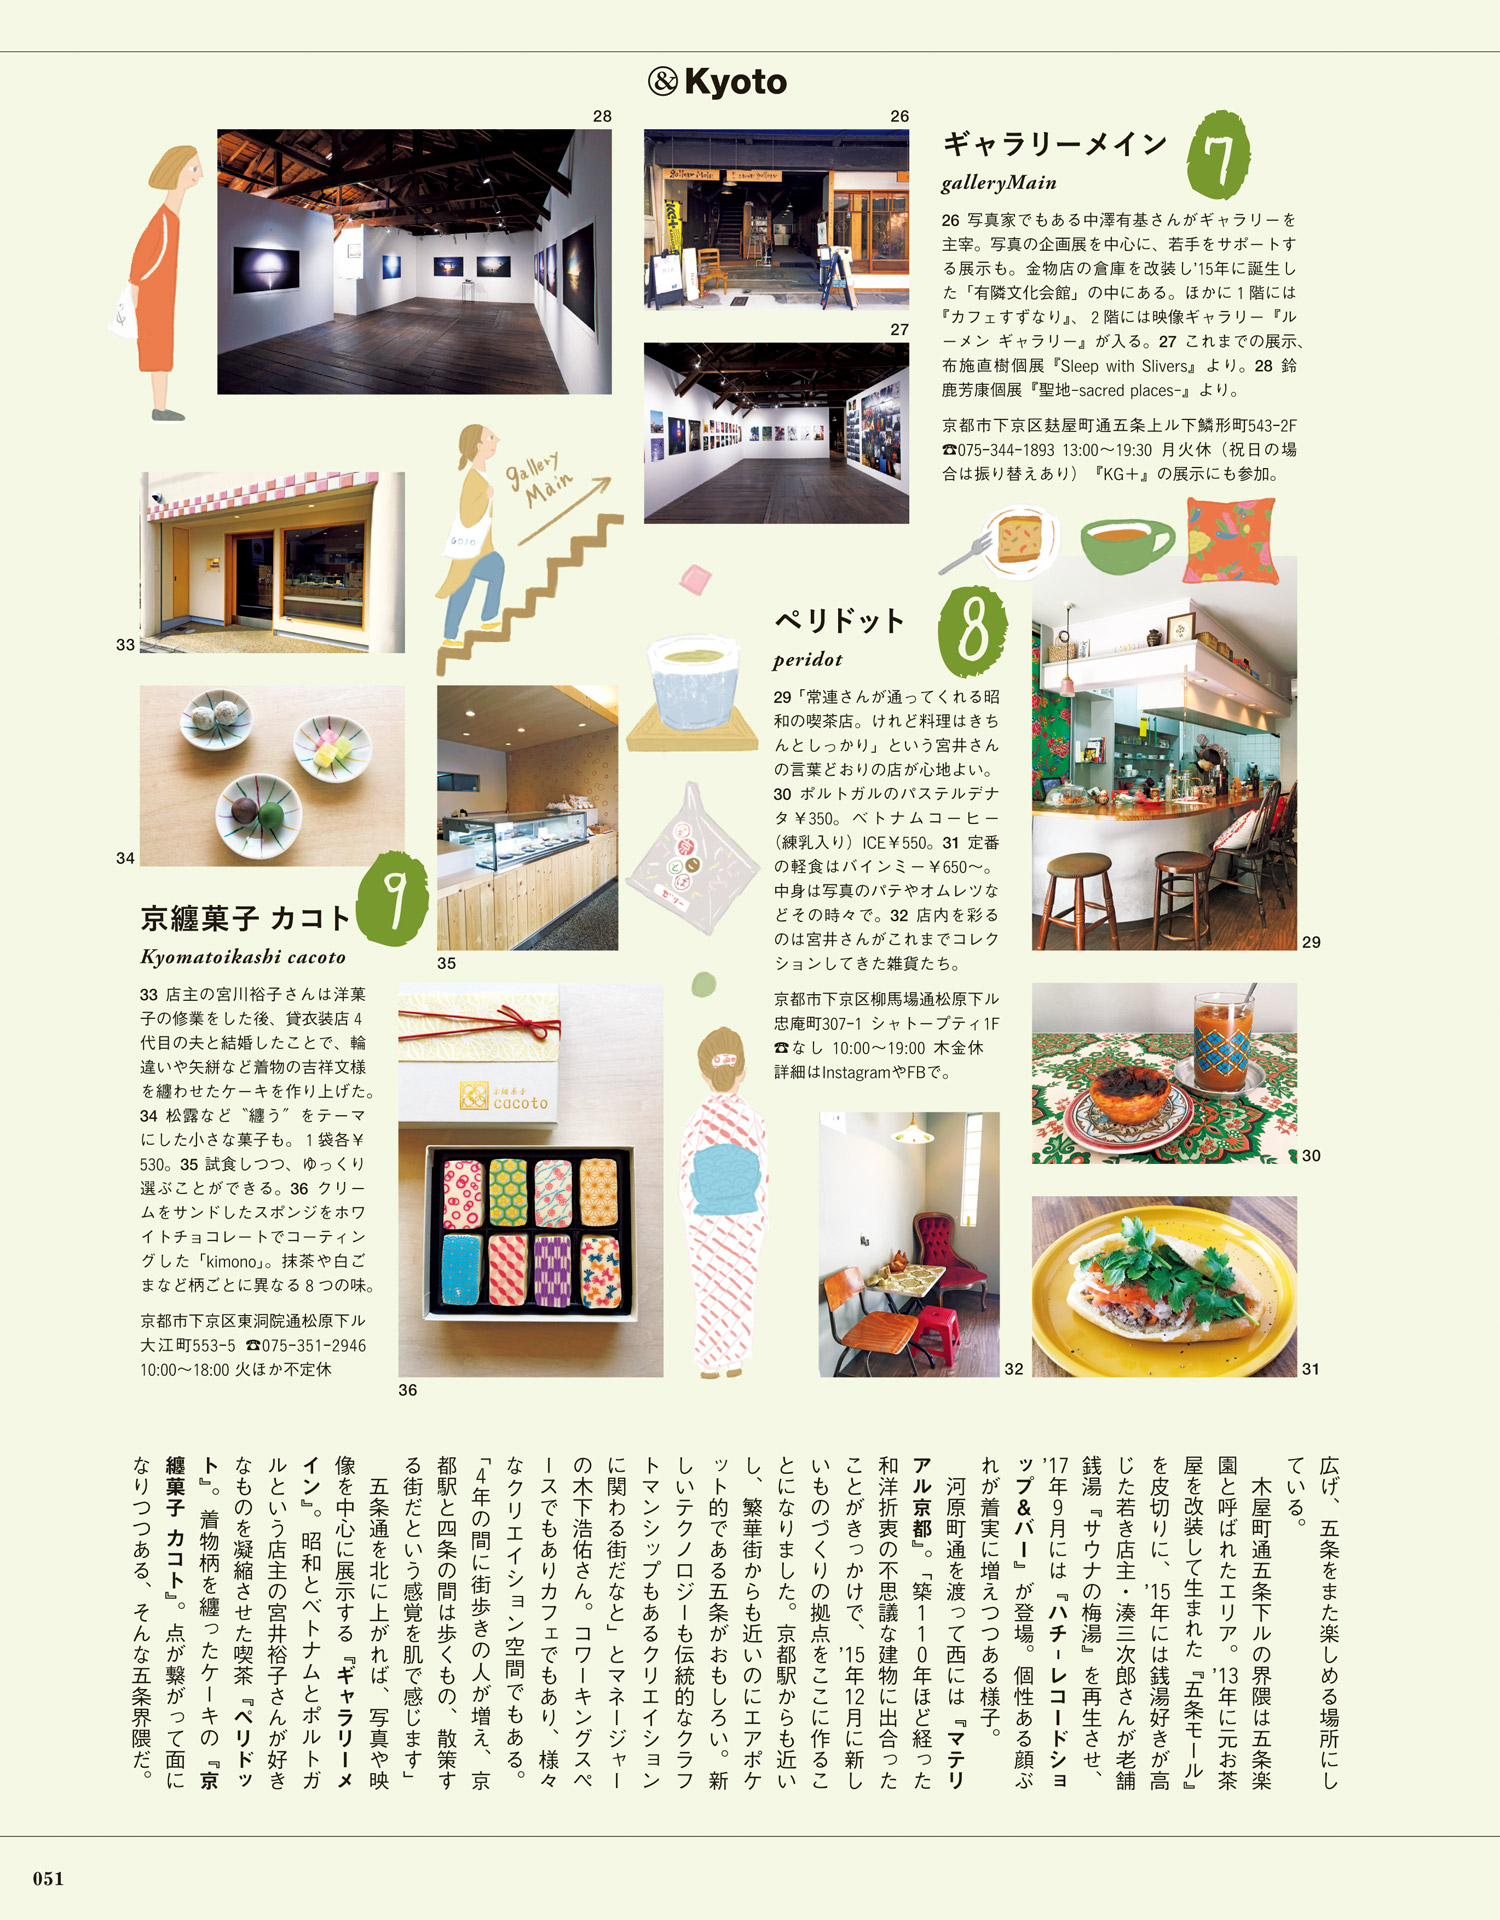 &Kyoto
28
26
27
ギャラリーメイン
7
galleryMain
26 写真家でもある中澤有基さんがギャラリーを
主宰。写真の企画展を中心に、若手をサポートす
る展示も。金物店の倉庫を改装し'15年に誕生し
た「有隣文化会館」の中にある。ほかに1階には
『カフェすずなり』、2階には映像ギャラリー『ル
ーメン ギャラリー』が入る。27 これまでの展示、
布施直樹個展『Sleep with Slivers』より。28 鈴
鹿芳康個展『聖地-sacred places-』より。
京都市下京区麸屋町通五条上ル下鱗形町543-2F
☎075-344-1893 13:00〜19:30 月火休（祝日の場
合は振り替えあり）『KG＋』の展示にも参加。
gallery
Main
GOJO
ペリドット
8
peridot
29「常連さんが通ってくれる昭
和の喫茶店。けれど料理はきち
んとしっかり」という宮井さん
の言葉どおりの店が心地よい。
30 ポルトガルのパステルデナ
タ￥350。ベトナムコーヒー
（練乳入り）ICE￥550。31 定番
の軽食はバインミー￥650〜。
中身は写真のパテやオムレツな
どその時々で。32 店内を彩る
のは宮井さんがこれまでコレク
ションしてきた雑貨たち。
京都市下京区柳馬場通松原下ル
忠庵町307-1 シャトープティ1F
☎なし 10:00〜19:00 木金休
詳細はInstagramやFBで。
29
30
31
32
33
34
35
36
京纏菓子 カコト
9
Kyomatoikashi cacoto
33 店主の宮川裕子さんは洋菓
子の修業をした後、貸衣装店4
代目の夫と結婚したことで、輪
違いや矢絣など着物の吉祥文様
を纏わせたケーキを作り上げた。
34 松露など〝纏う〟をテーマ
にした小さな菓子も。1袋各￥
530。35 試食しつつ、ゆっくり
選ぶことができる。36 クリー
ムをサンドしたスポンジをホワ
イトチョコレートでコーティン
グした「kimono」。抹茶や白ご
まなど柄ごとに異なる8つの味。
京都市下京区東洞院通松原下ル
大江町553-5 ☎075-351-2946
10:00〜18:00 火ほか不定休
京纏菓子
cacoto
広げ、五条をまた楽しめる場所にし
ている。
木屋町通五条下ルの界隈は五条楽
園と呼ばれたエリア。'13年に元お茶
屋を改装して生まれた『五条モール』
を皮切りに、'15年には銭湯好きが高
じた若き店主・湊三次郎さんが老舗
銭湯『サウナの梅湯』を再生させ、
'17年9月には『ハチ-レコードショ
ップ＆バー』が登場。個性ある顔ぶ
れが着実に増えつつある様子。
河原町通を渡って西には『マテリ
アル京都』。「築110年ほど経った
和洋折衷の不思議な建物に出合った
ことがきっかけで、'15年12月に新し
いものづくりの拠点をここに作るこ
とになりました。京都駅からも近い
し、繁華街からも近いのにエアポケ
ット的である五条がおもしろい。新
しいテクノロジーも伝統的なクラフ
トマンシップもあるクリエイション
に関わる街だなと」とマネージャー
の木下浩佑さん。コワーキングスペ
ースでもありカフェでもあり、様々
なクリエイション空間でもある。
「4年の間に街歩きの人が増え、京
都駅と四条の間は歩くもの、散策す
る街だという感覚を肌で感じます」
五条通を北に上がれば、写真や映
像を中心に展示する『ギャラリーメ
イン』。昭和とベトナムとポルトガ
ルという店主の宮井裕子さんが好き
なものを凝縮させた喫茶『ペリドッ
ト』。着物柄を纏ったケーキの『京
纏菓子 カコト』。点が繋がって面に
なりつつある、そんな五条界隈だ。
051